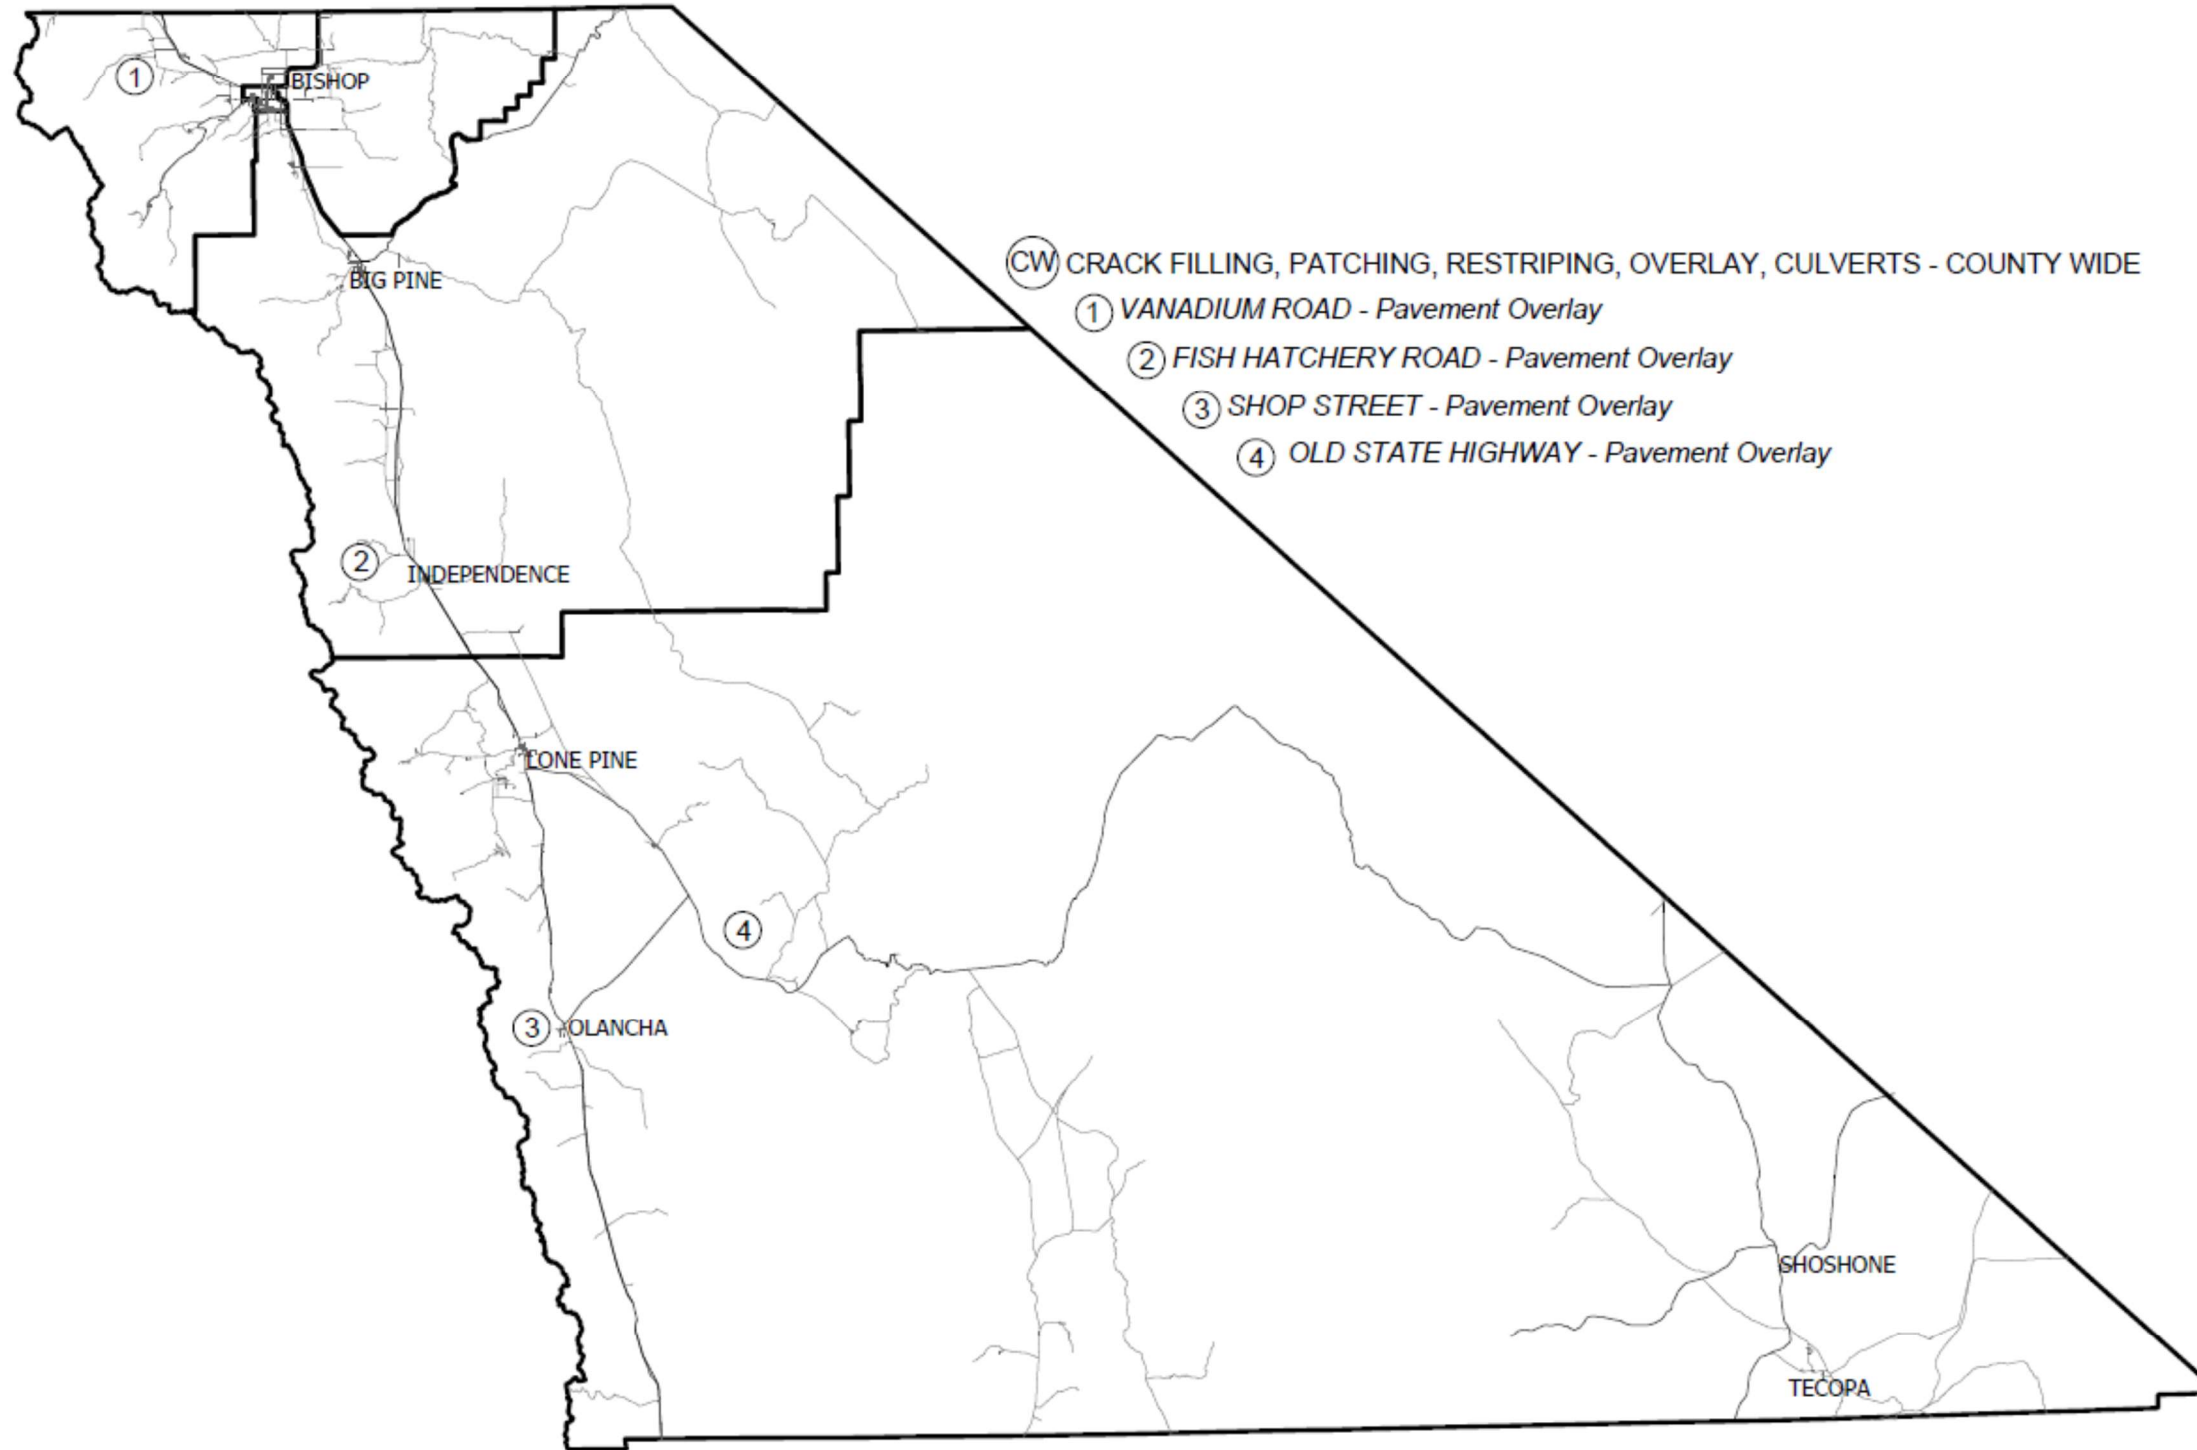 1
BISHOP
CW CRACK FILLING, PATCHING, RESTRIPING, OVERLAY, CULVERTS - COUNTY WIDE
BIG PINE
1 VANADIUM ROAD - Pavement Overlay
2 FISH HATCHERY ROAD - Pavement Overlay
3 SHOP STREET - Pavement Overlay
4 OLD STATE HIGHWAY - Pavement Overlay
2
INDEPENDENCE
LONE PINE
4
3
OLANCHA
SHOSHONE
TECOPA